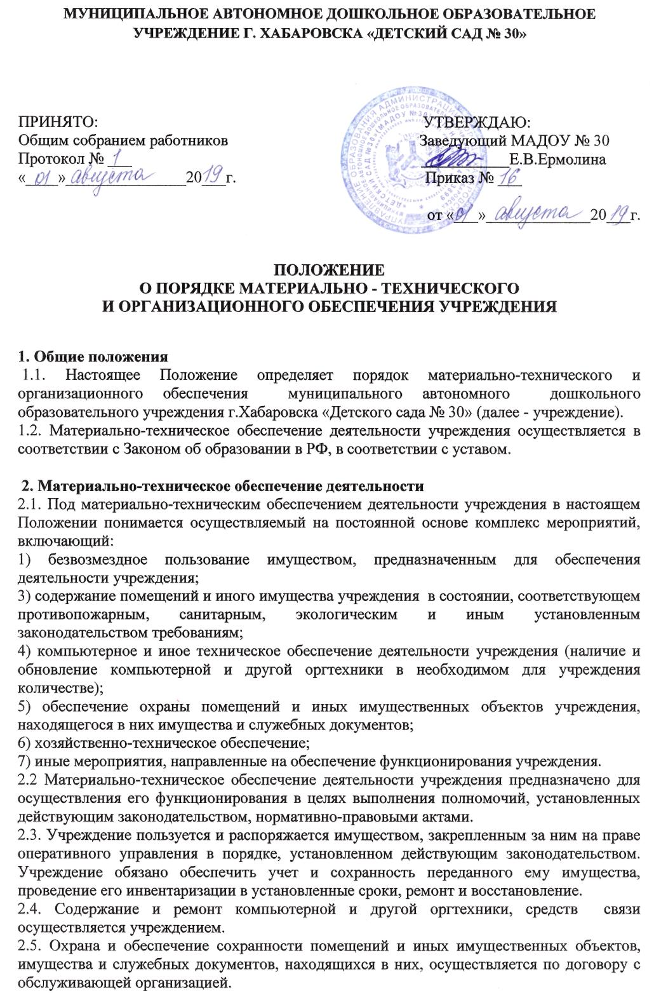 МУНИЦИПАЛЬНОЕ АВТОНОМНОЕ ДОШКОЛЬНОЕ ОБРАЗОВАТЕЛЬНОЕ
УЧРЕЖДЕНИЕ Г. ХАБАРОВСКА «ДЕТСКИЙ САД № 30»
ПРИНЯТО:
Общим собранием работников
Протокол № 1
«01» августа 2019г.
УТВЕРЖДАЮ:
Заведующий МАДОУ № 30
Е.В.Ермолина
Приказ № 16
от «01» августа 2019г.
ПОЛОЖЕНИЕ
О ПОРЯДКЕ МАТЕРИАЛЬНО - ТЕХНИЧЕСКОГО
И ОРГАНИЗАЦИОННОГО ОБЕСПЕЧЕНИЯ УЧРЕЖДЕНИЯ
1. Общие положения
1.1. Настоящее Положение определяет порядок материально-технического и
организационного обеспечения муниципального автономного дошкольного
образовательного учреждения г.Хабаровска «Детского сада № 30» (далее - учреждение).
1.2. Материально-техническое обеспечение деятельности учреждения осуществляется в
соответствии с Законом об образовании в РФ, в соответствии с уставом.
2. Материально-техническое обеспечение деятельности
2.1. Под материально-техническим обеспечением деятельности учреждения в настоящем
Положении понимается осуществляемый на постоянной основе комплекс мероприятий,
включающий:
1) безвозмездное пользование имуществом, предназначенным для обеспечения
деятельности учреждения;
3) содержание помещений и иного имущества учреждения в состоянии, соответствующем
противопожарным, санитарным, экологическим и иным установленным
законодательством требованиям;
4) компьютерное и иное техническое обеспечение деятельности учреждения (наличие и
обновление компьютерной и другой оргтехники в необходимом для учреждения
количестве);
5) обеспечение охраны помещений и иных имущественных объектов учреждения,
находящегося в них имущества и служебных документов;
6) хозяйственно-техническое обеспечение;
7) иные мероприятия, направленные на обеспечение функционирования учреждения.
2.2 Материально-техническое обеспечение деятельности учреждения предназначено для
осуществления его функционирования в целях выполнения полномочий, установленных
действующим законодательством, нормативно-правовыми актами.
2.3. Учреждение пользуется и распоряжается имуществом, закрепленным за ним на праве
оперативного управления в порядке, установленном действующим законодательством.
Учреждение обязано обеспечить учет и сохранность переданного ему имущества,
проведение его инвентаризации в установленные сроки, ремонт и восстановление.
2.4. Содержание и ремонт компьютерной и другой оргтехники, средств связи
осуществляется учреждением.
2.5. Охрана и обеспечение сохранности помещений и иных имущественных объектов,
имущества и служебных документов, находящихся в них, осуществляется по договору с
обслуживающей организацией.